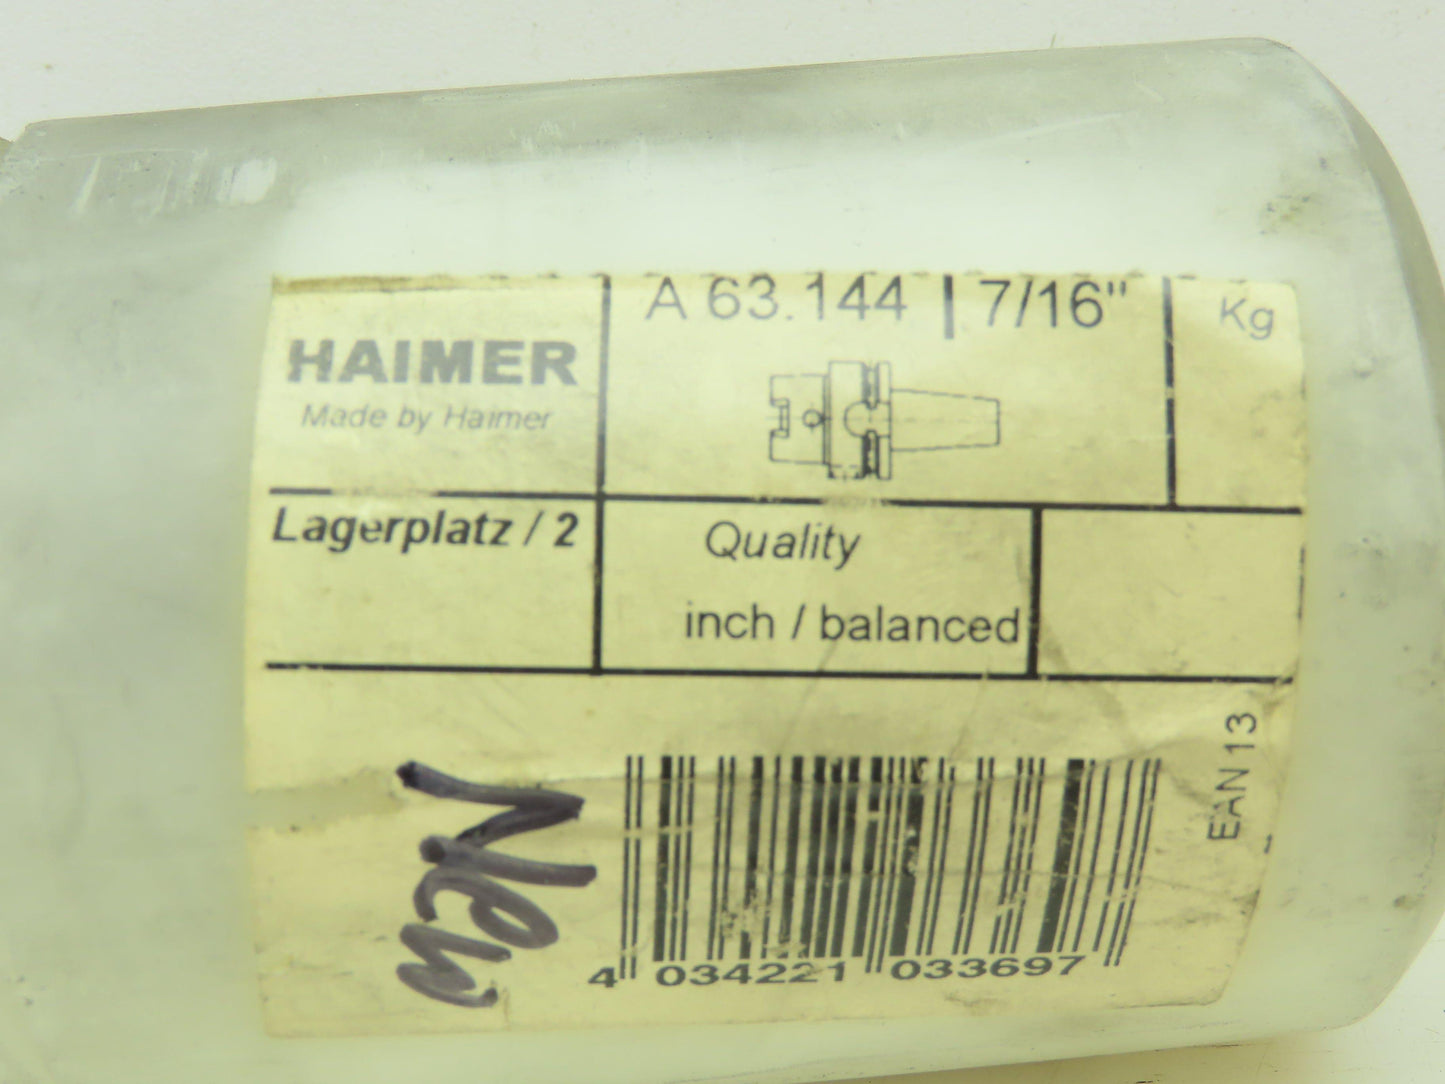 HAIMER
Made by Haimer
A 63.144 | 7/16"
Kg
Lagerplatz / 2
Quality
inch / balanced
EAN 13
New
4 034221 033697